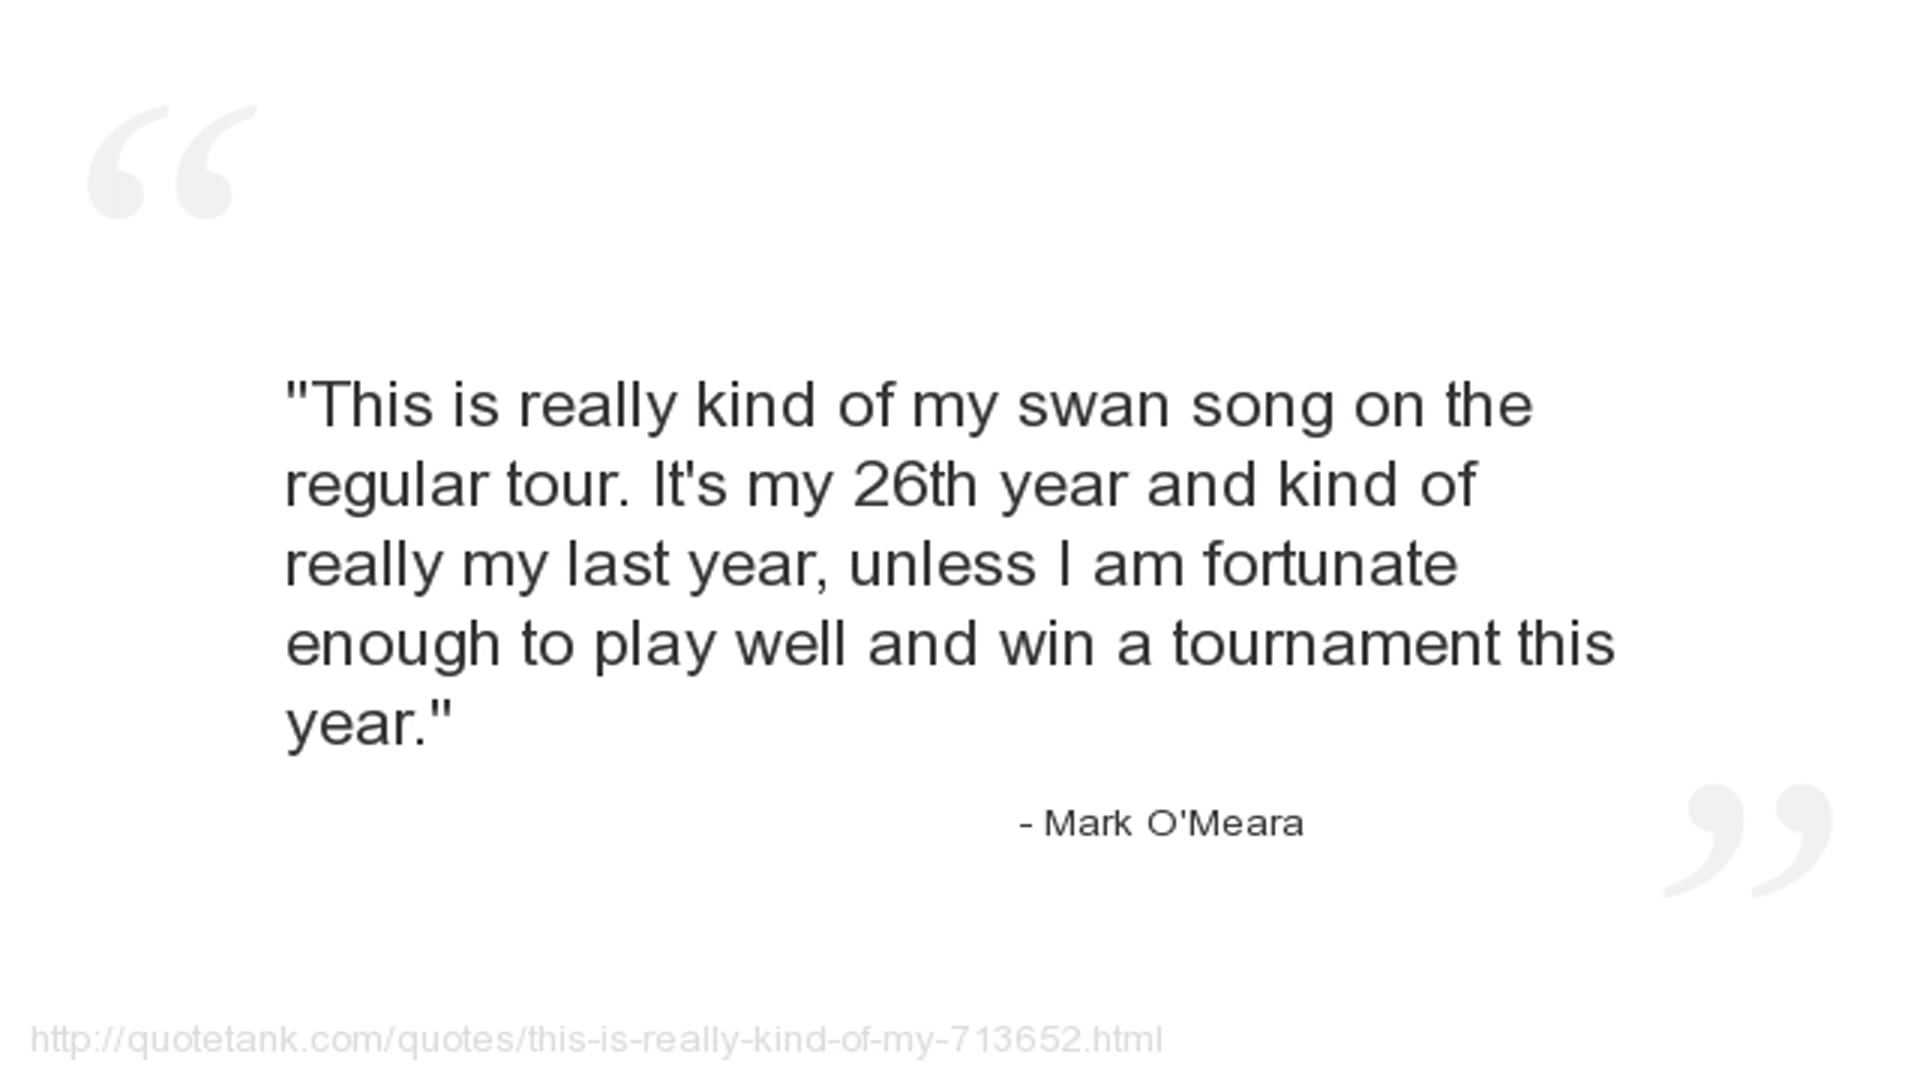 "This is really kind of my swan song on the
regular tour. It's my 26th year and kind of
really my last year, unless I am fortunate
enough to play well and win a tournament this
year."
- Mark O'Meara
http://quotetank.com/quotes/this-is-really-kind-of-my-713652.html